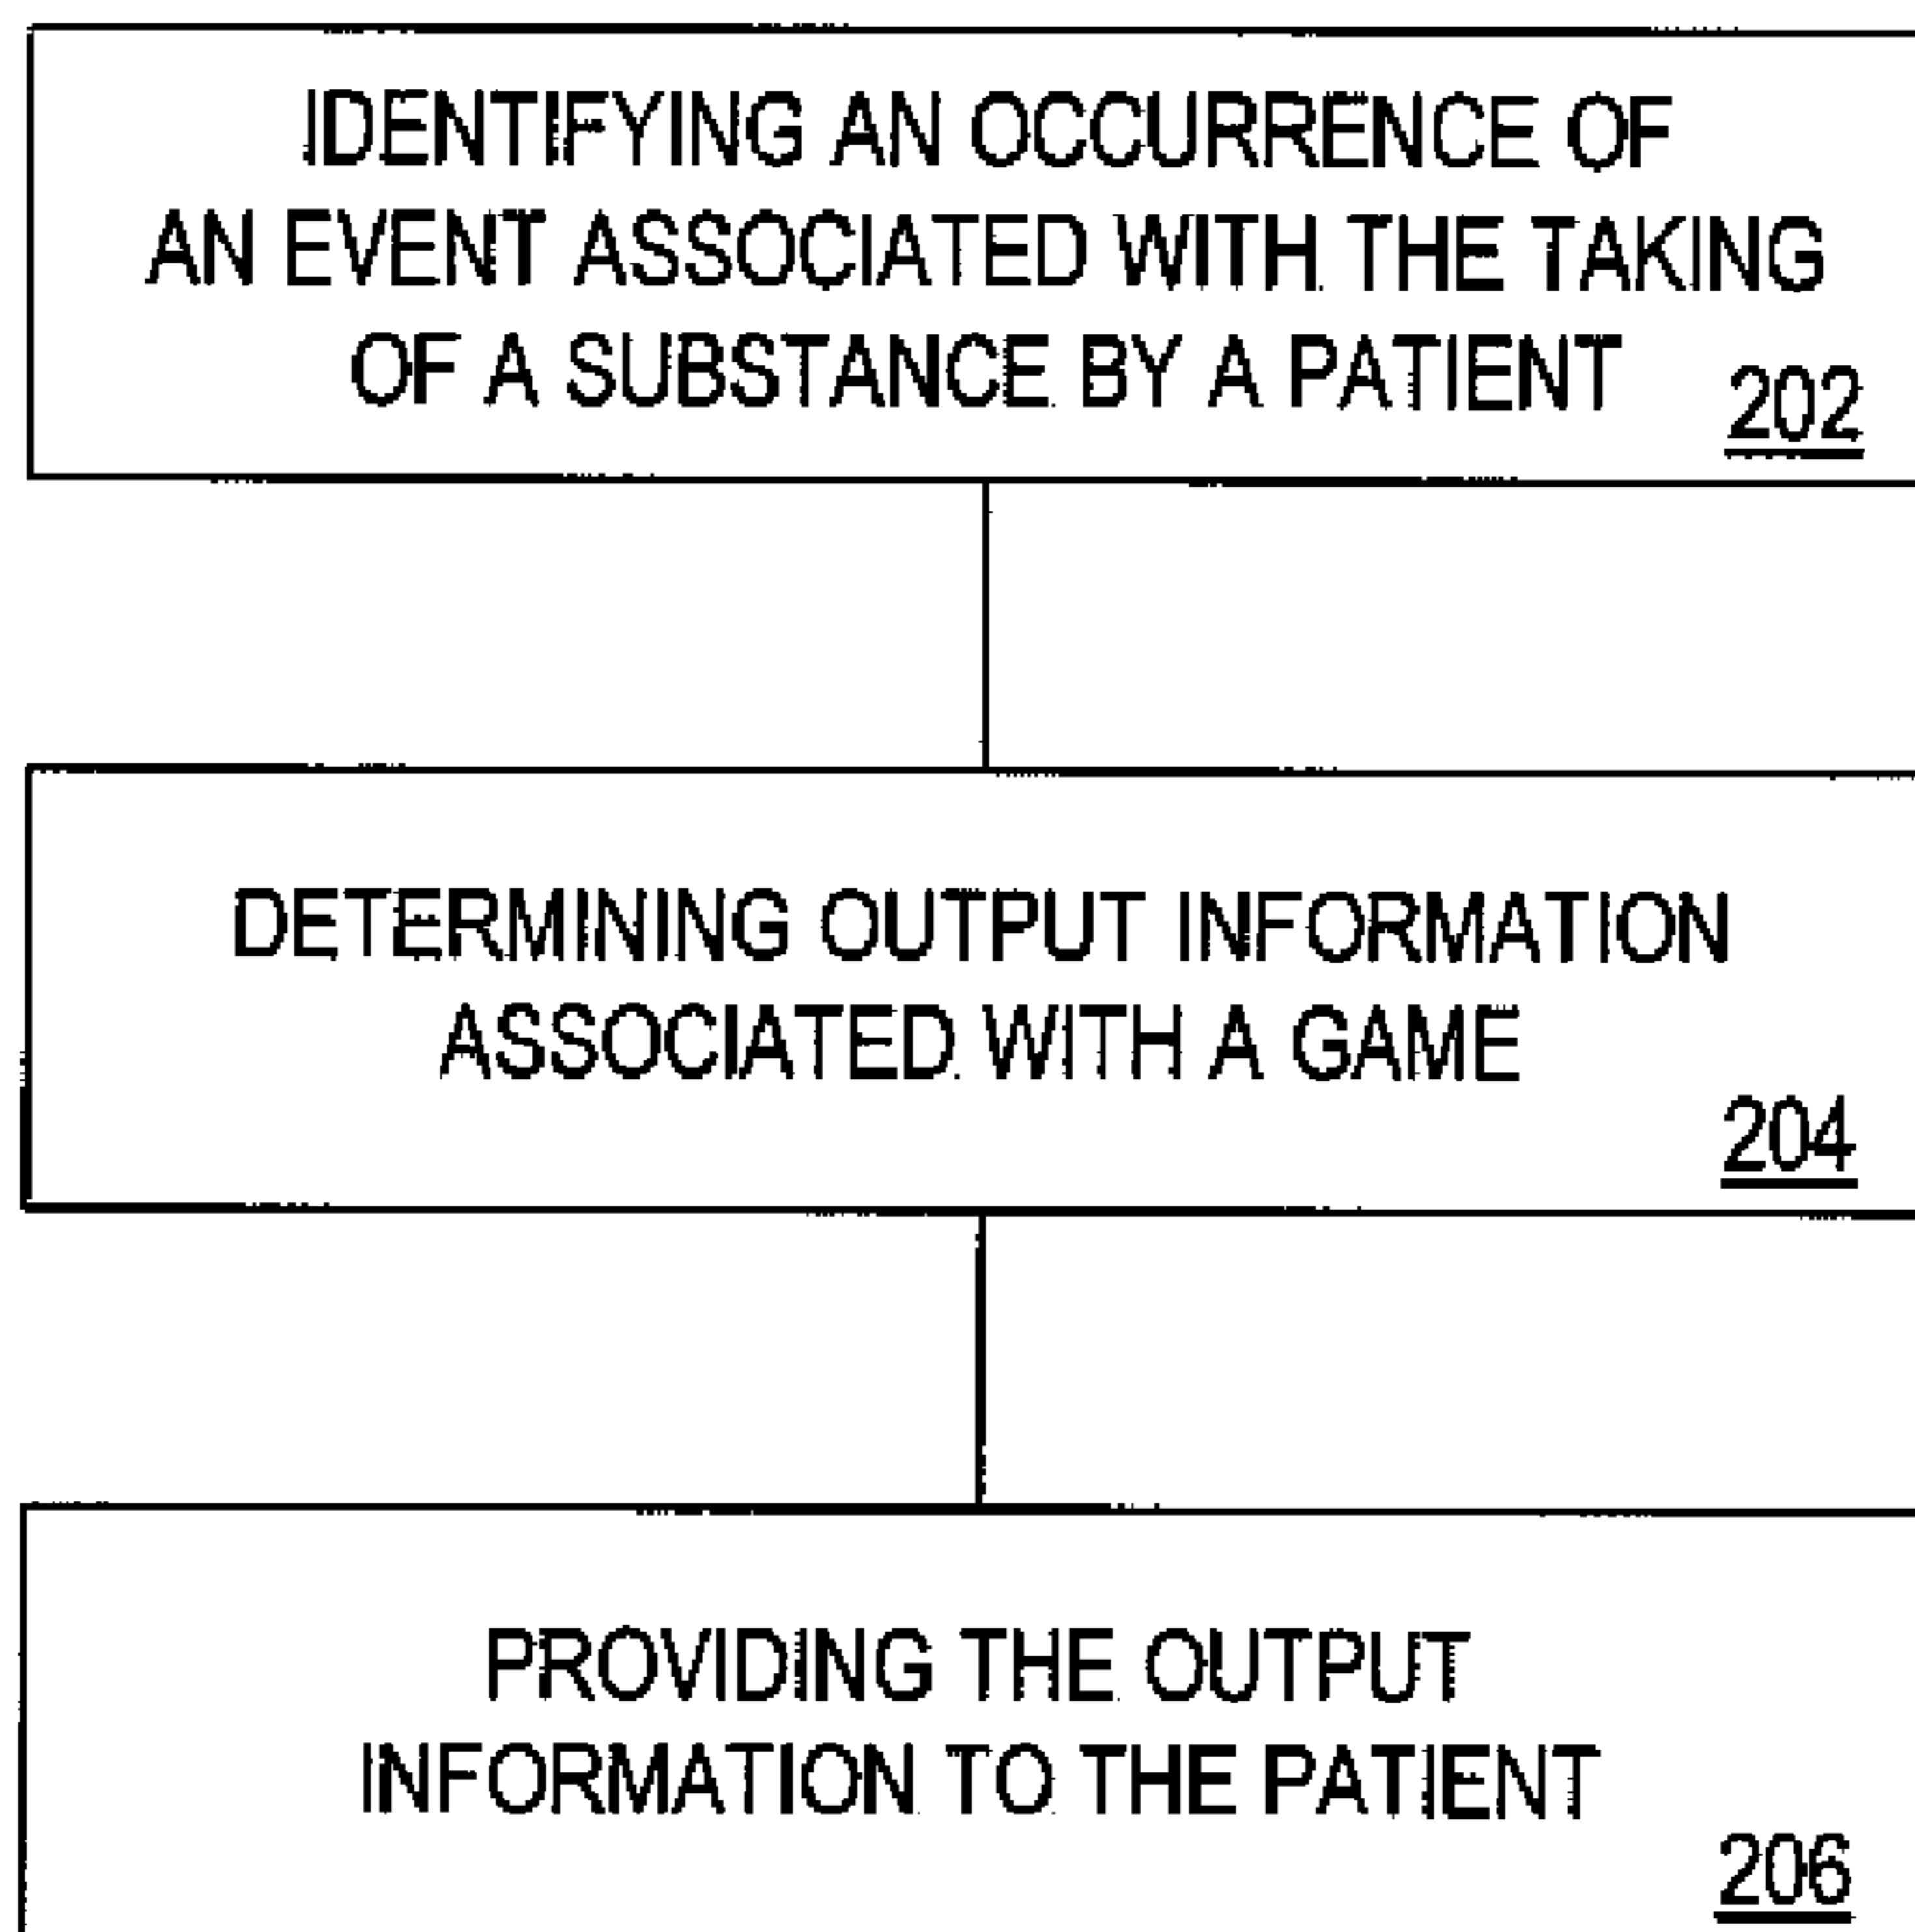 IDENTIFYING AN OCCURRENCE OF
AN EVENT ASSOCIATED WITH THE TAKING
OF A SUBSTANCE BY A PATIENT
202
DETERMINING OUTPUT INFORMATION
ASSOCIATED WITH A GAME
204
PROVIDING THE OUTPUT
INFORMATION TO THE PATIENT
206